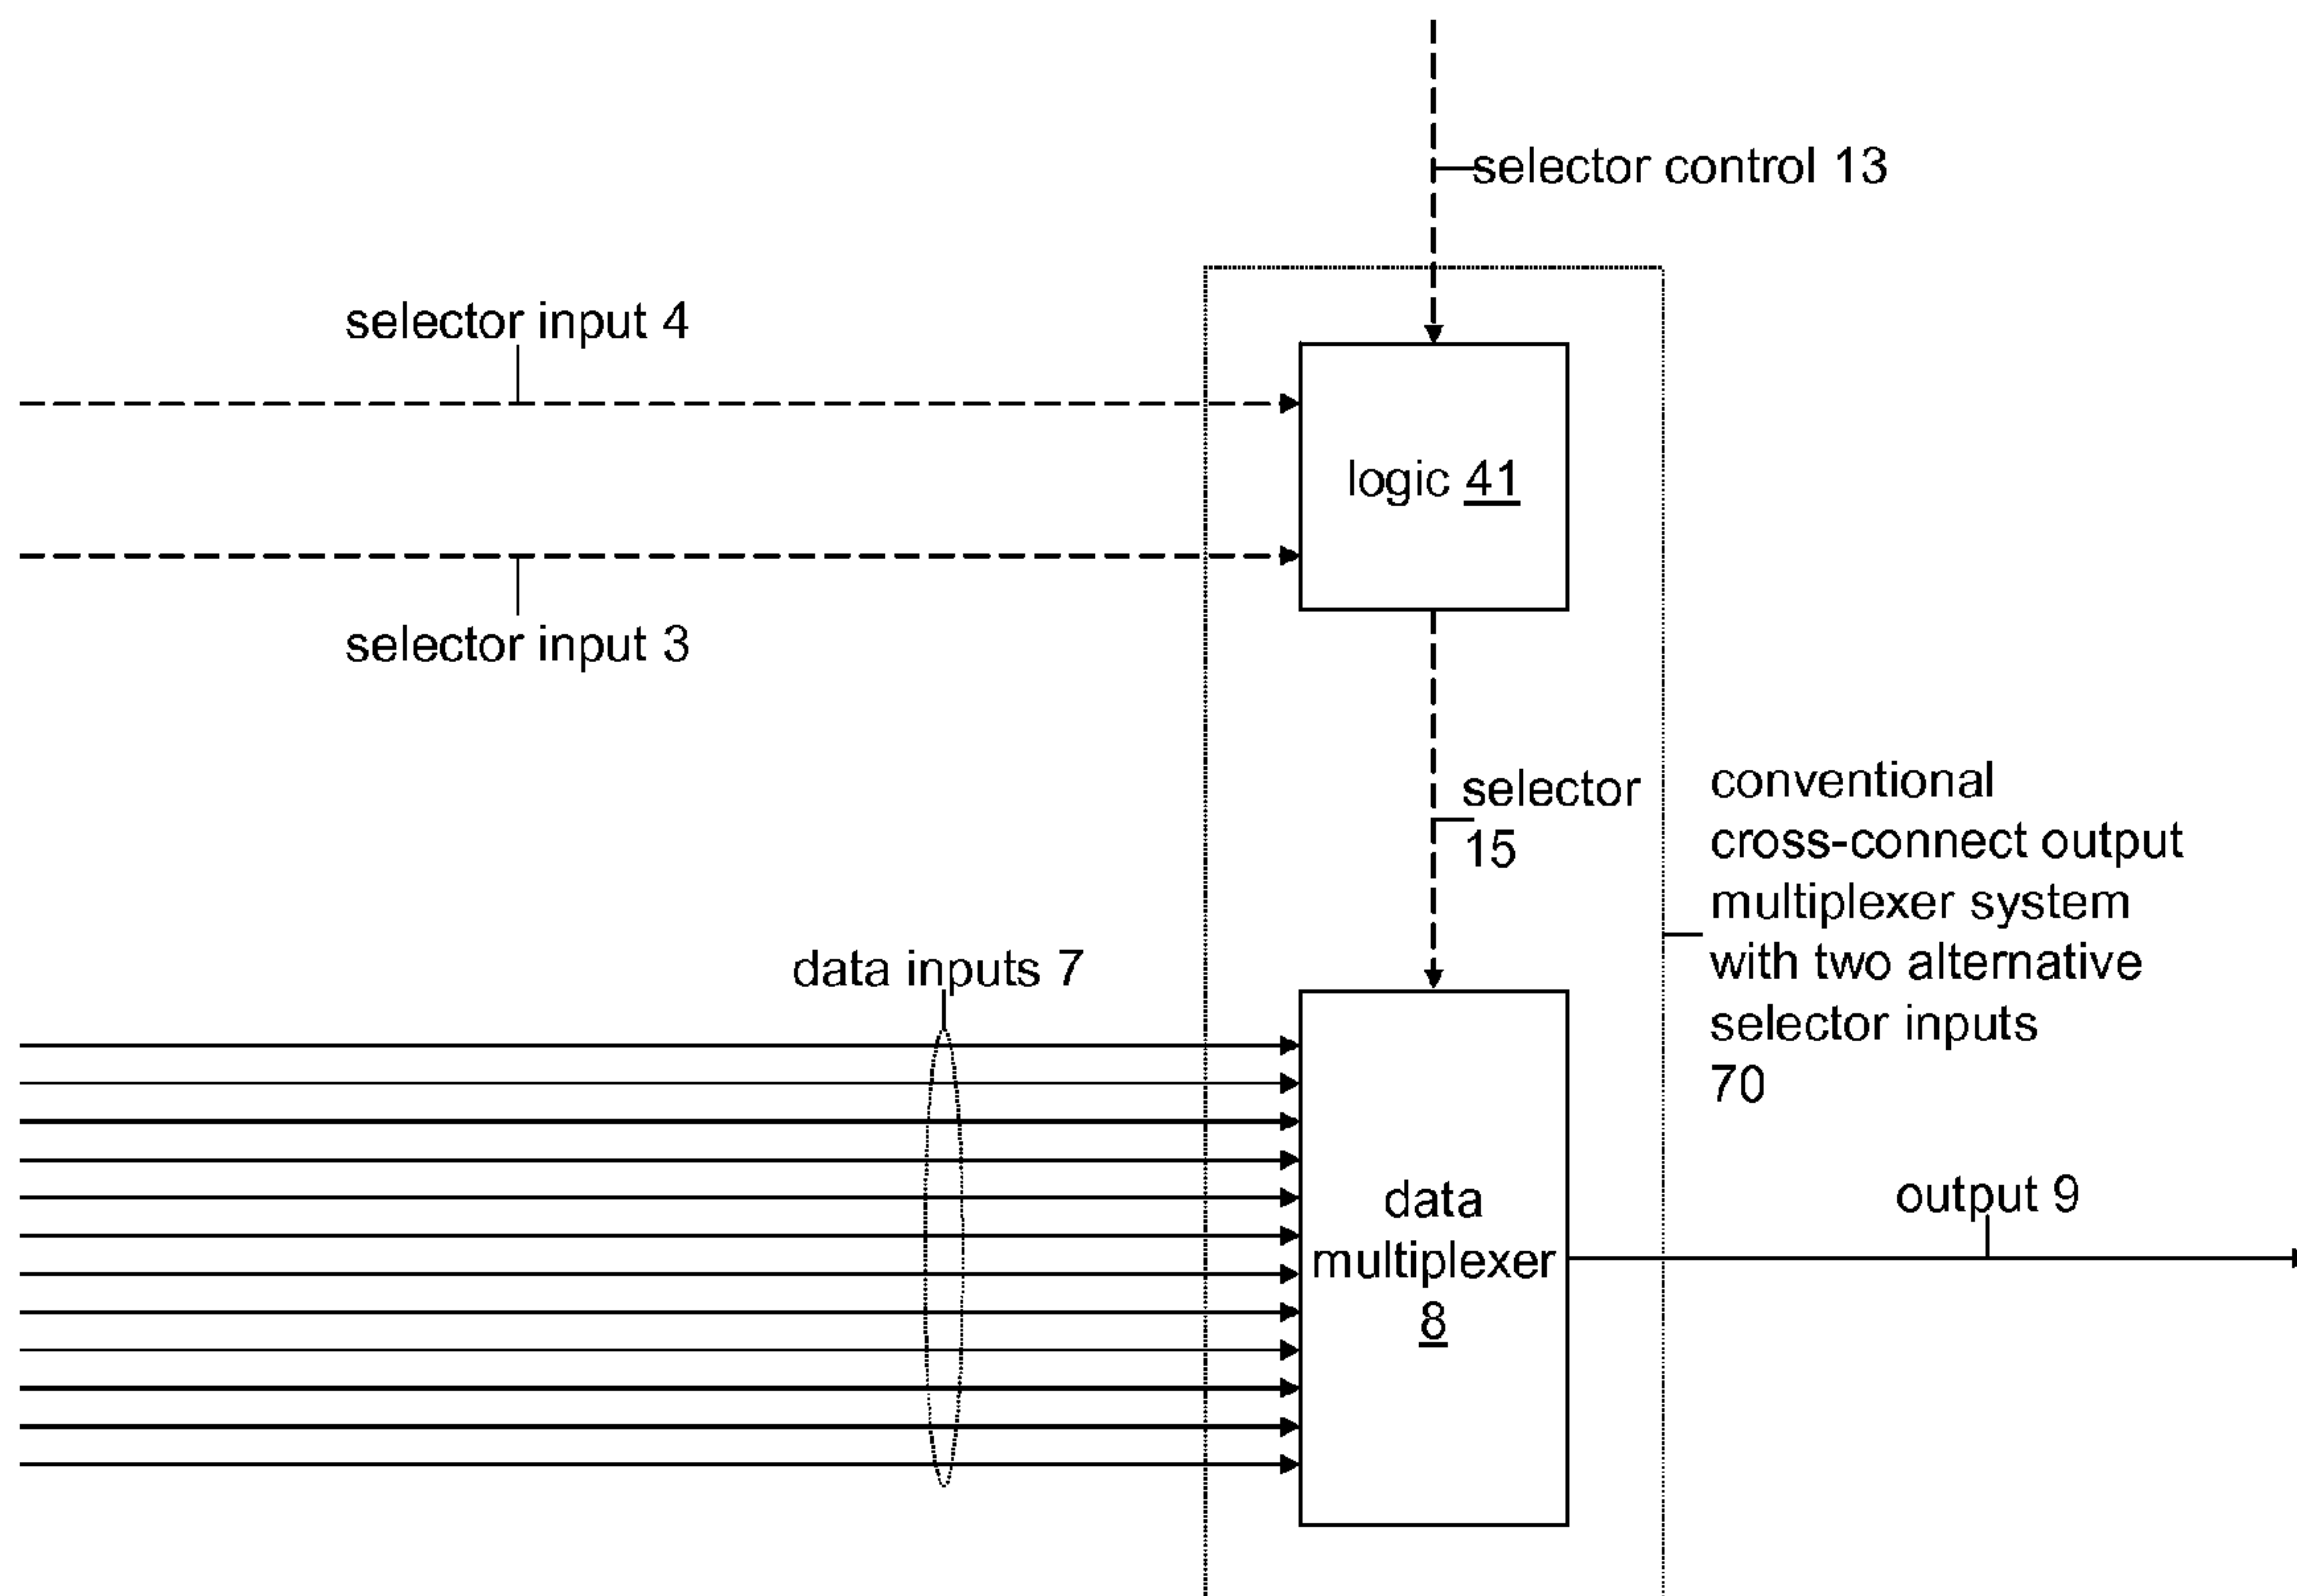 selector control 13
selector input 4
logic 41
selector input 3
selector
15
conventional
cross-connect output
multiplexer system
with two alternative
selector inputs
70
data inputs 7
data
multiplexer
8
output 9